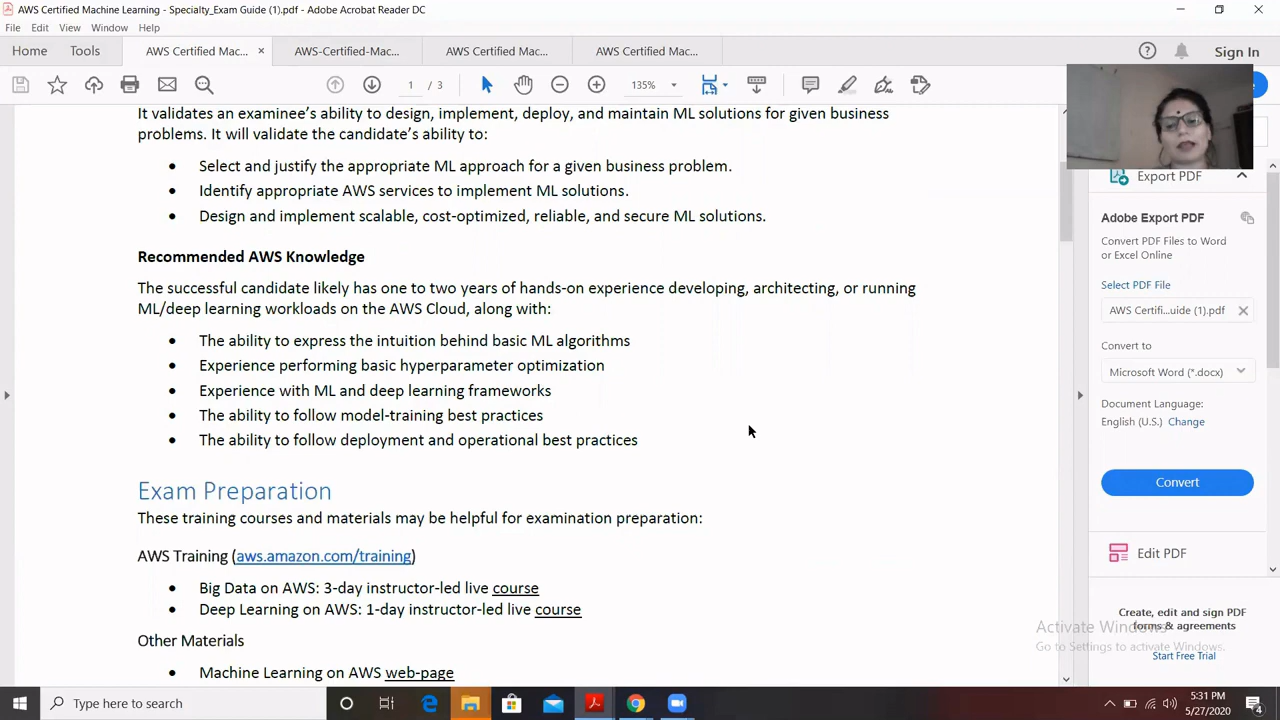 AWS Certified Machine Learning - Specialty_Exam Guide (1).pdf - Adobe Acrobat Reader DC
File Edit View Window Help
Home Tools AWS Certified Mac... × AWS-Certified-Mac... AWS Certified Mac... AWS Certified Mac... Sign In
1 / 3 135%
It validates an examinee's ability to design, implement, deploy, and maintain ML solutions for given business
problems. It will validate the candidate's ability to:
• Select and justify the appropriate ML approach for a given business problem.
• Identify appropriate AWS services to implement ML solutions.
• Design and implement scalable, cost-optimized, reliable, and secure ML solutions.
Recommended AWS Knowledge
The successful candidate likely has one to two years of hands-on experience developing, architecting, or running
ML/deep learning workloads on the AWS Cloud, along with:
• The ability to express the intuition behind basic ML algorithms
• Experience performing basic hyperparameter optimization
• Experience with ML and deep learning frameworks
• The ability to follow model-training best practices
• The ability to follow deployment and operational best practices
Exam Preparation
These training courses and materials may be helpful for examination preparation:
AWS Training (aws.amazon.com/training)
• Big Data on AWS: 3-day instructor-led live course
• Deep Learning on AWS: 1-day instructor-led live course
Other Materials
• Machine Learning on AWS web-page
Export PDF
Adobe Export PDF
Convert PDF Files to Word
or Excel Online
Select PDF File
AWS Certifi...uide (1).pdf
Convert to
Microsoft Word (*.docx)
Document Language:
English (U.S.) Change
Convert
Edit PDF
Create, edit and sign PDF
forms & agreements
Start Free Trial
Activate Windows
Go to Settings to activate Windows.
Type here to search
5:31 PM
5/27/2020
4